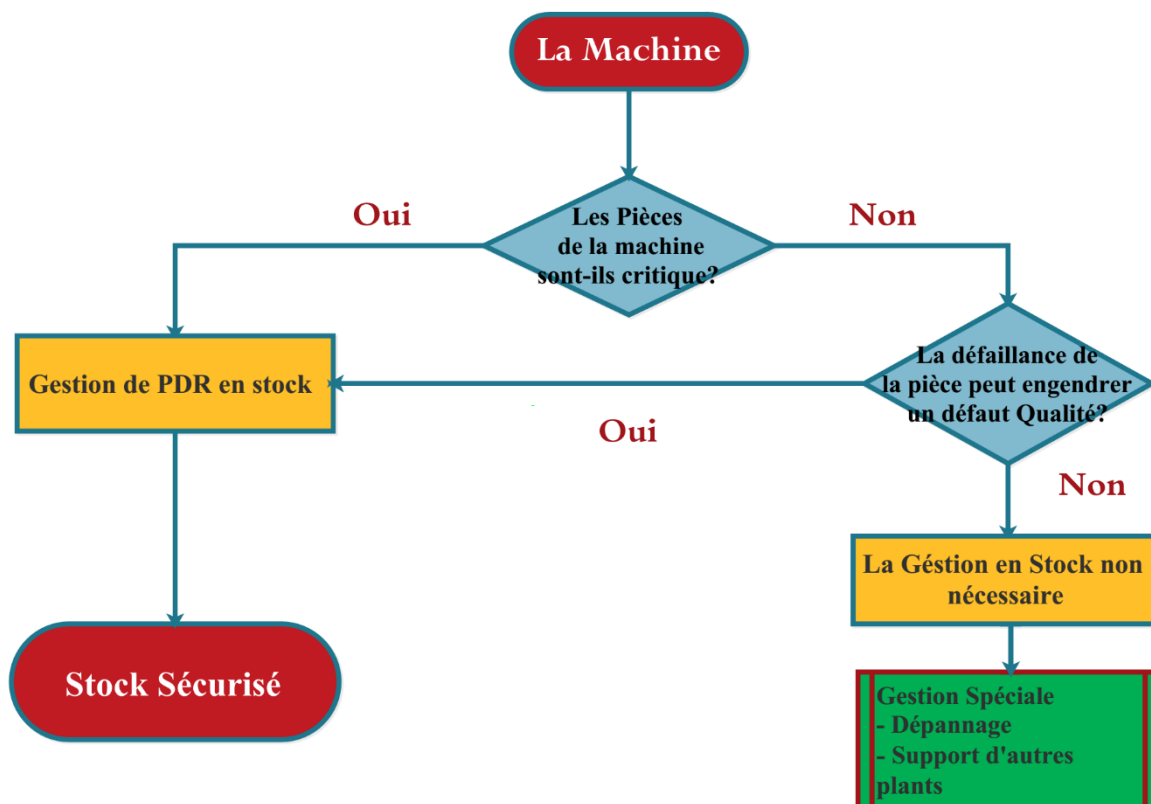 La Machine
Oui
Non
Les Pièces
de la machine
sont-ils critique?
La défaillance de
la pièce peut engendrer
un défaut Qualité?
Gestion de PDR en stock
Oui
Non
La Géstion en Stock non
nécessaire
Stock Sécurisé
Gestion Spéciale
- Dépannage
- Support d'autres
plants